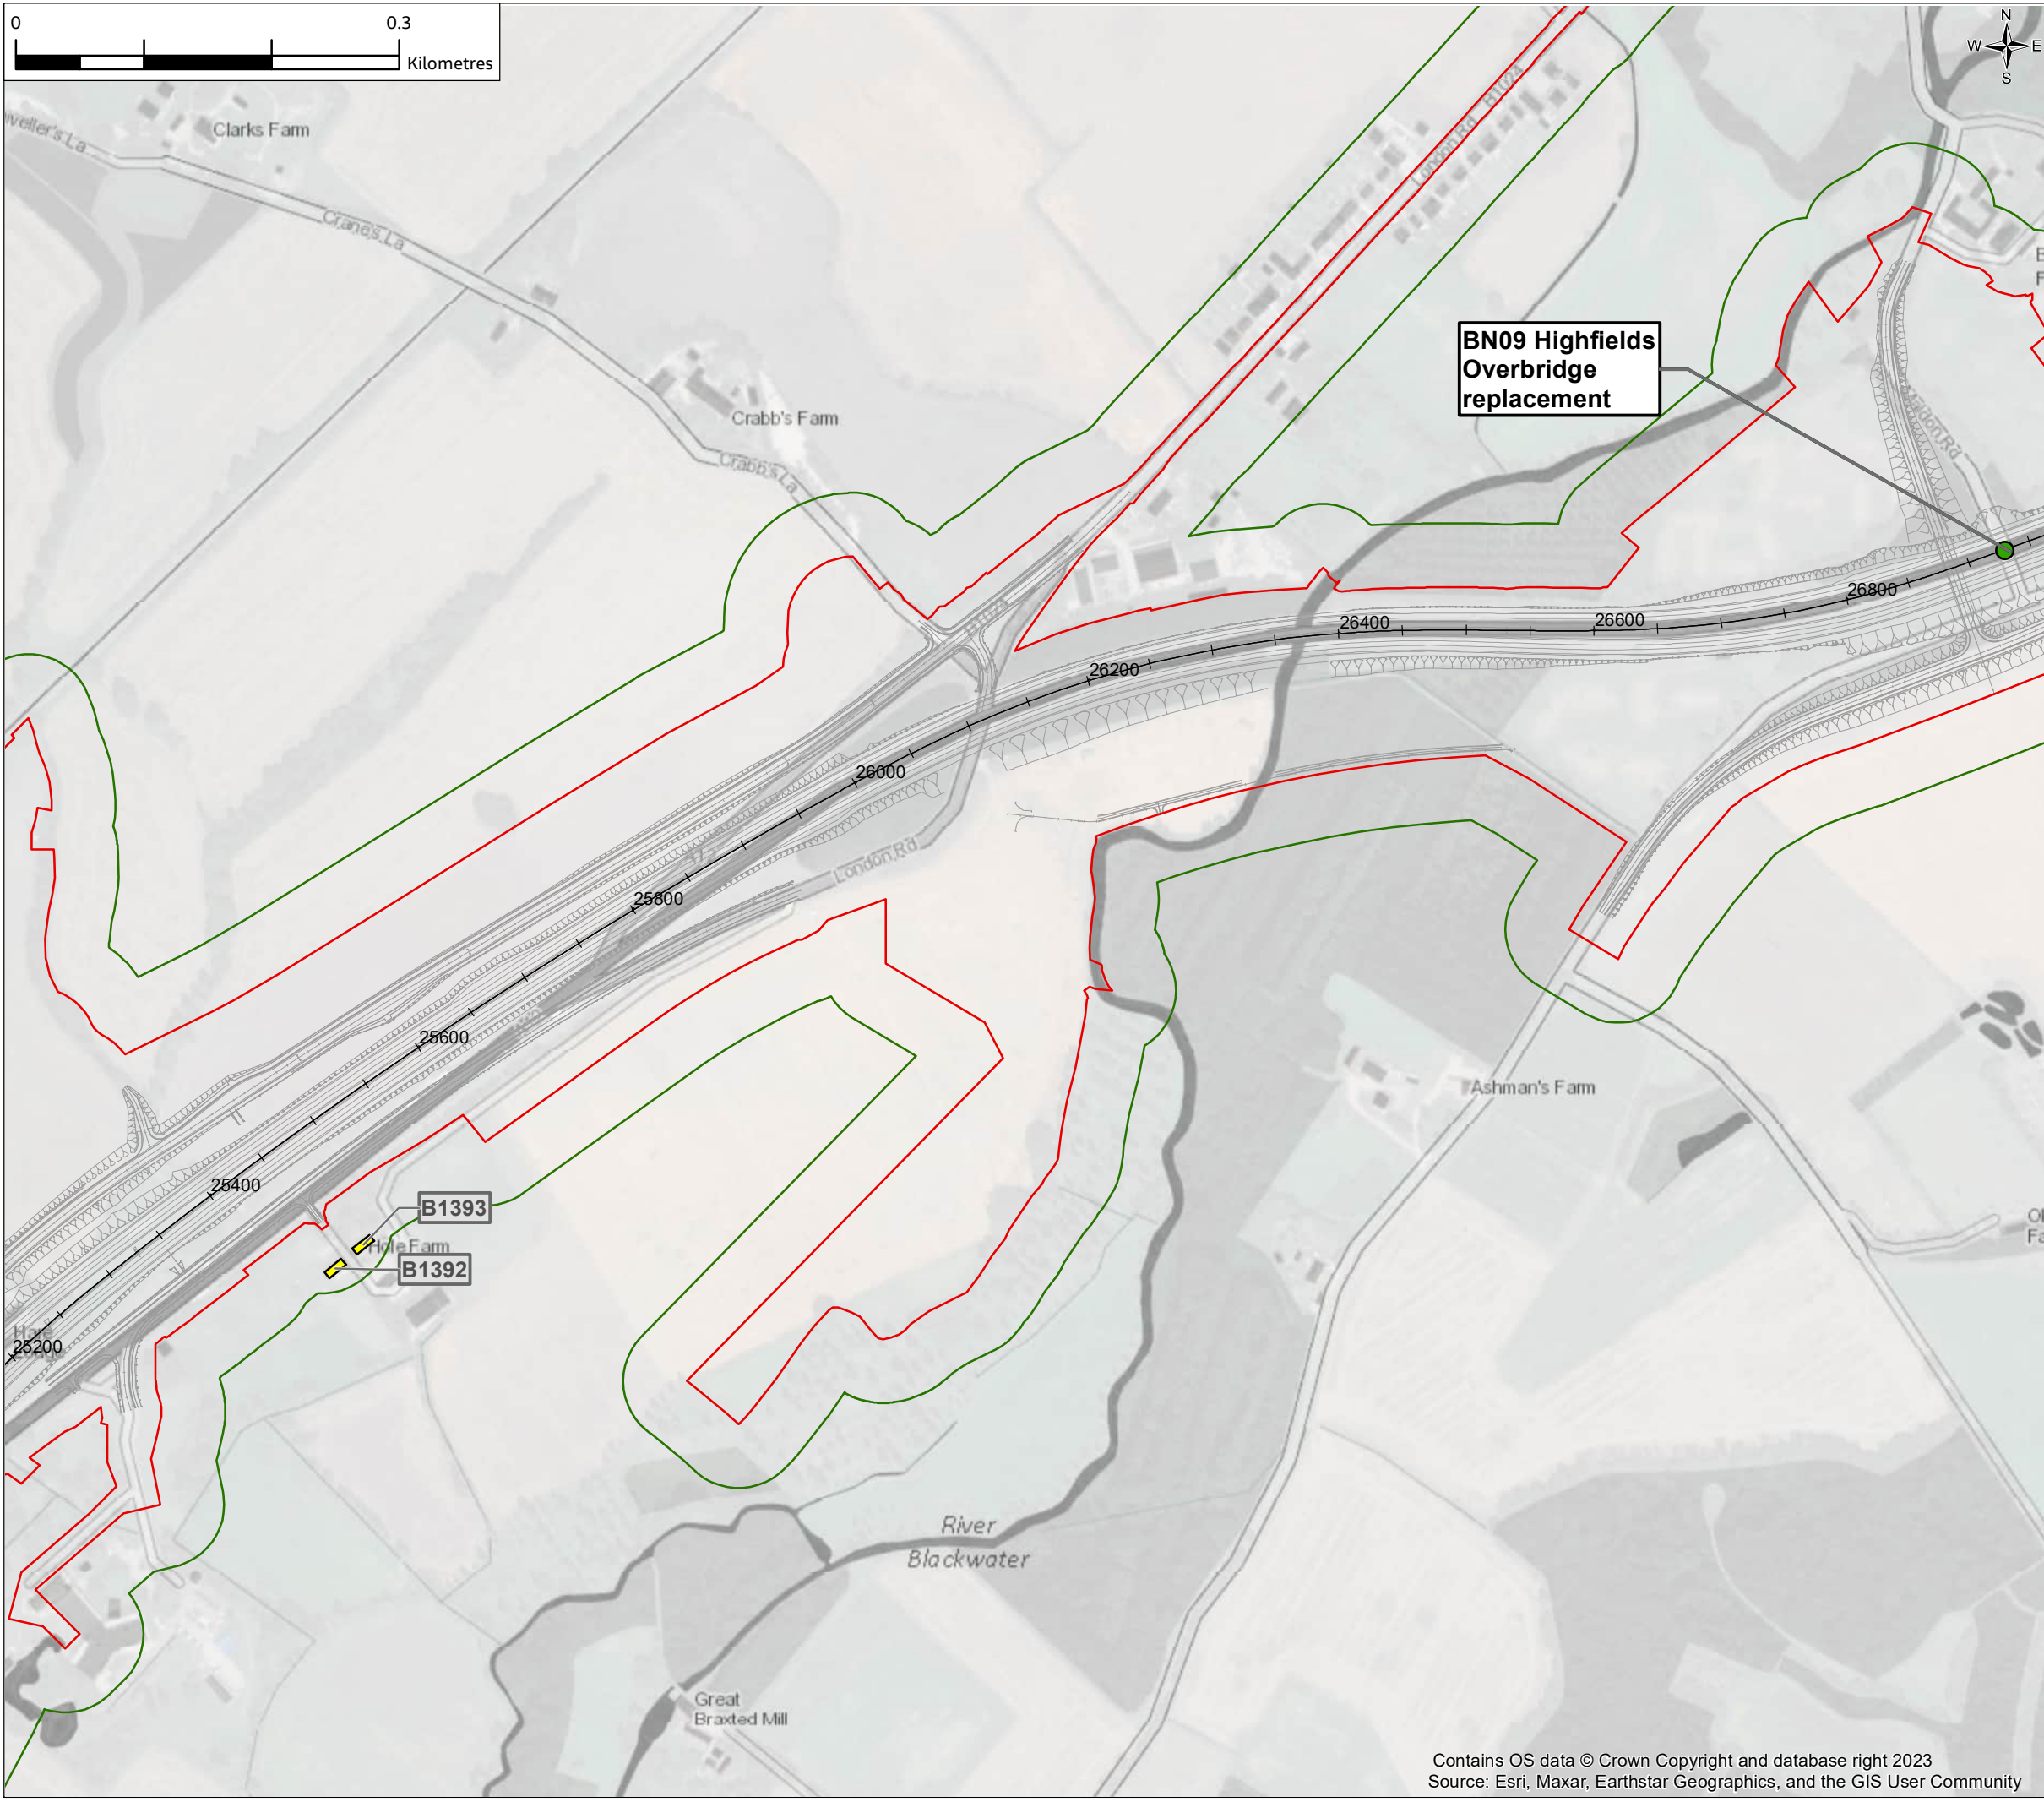 0 0.3
Kilometres
N
W E
S
Clarks Farm
Crane's La
London Rd B1024
BN09 Highfields
Overbridge
replacement
Maldon Rd
Crabb's Farm
Crabb's La
26800
26600
26400
26200
26000
London Rd
25800
25600
Ashman's Farm
25400
B1393
Hole Farm
B1392
25200
River
Blackwater
Great
Braxted Mill
Contains OS data © Crown Copyright and database right 2023
Source: Esri, Maxar, Earthstar Geographics, and the GIS User Community